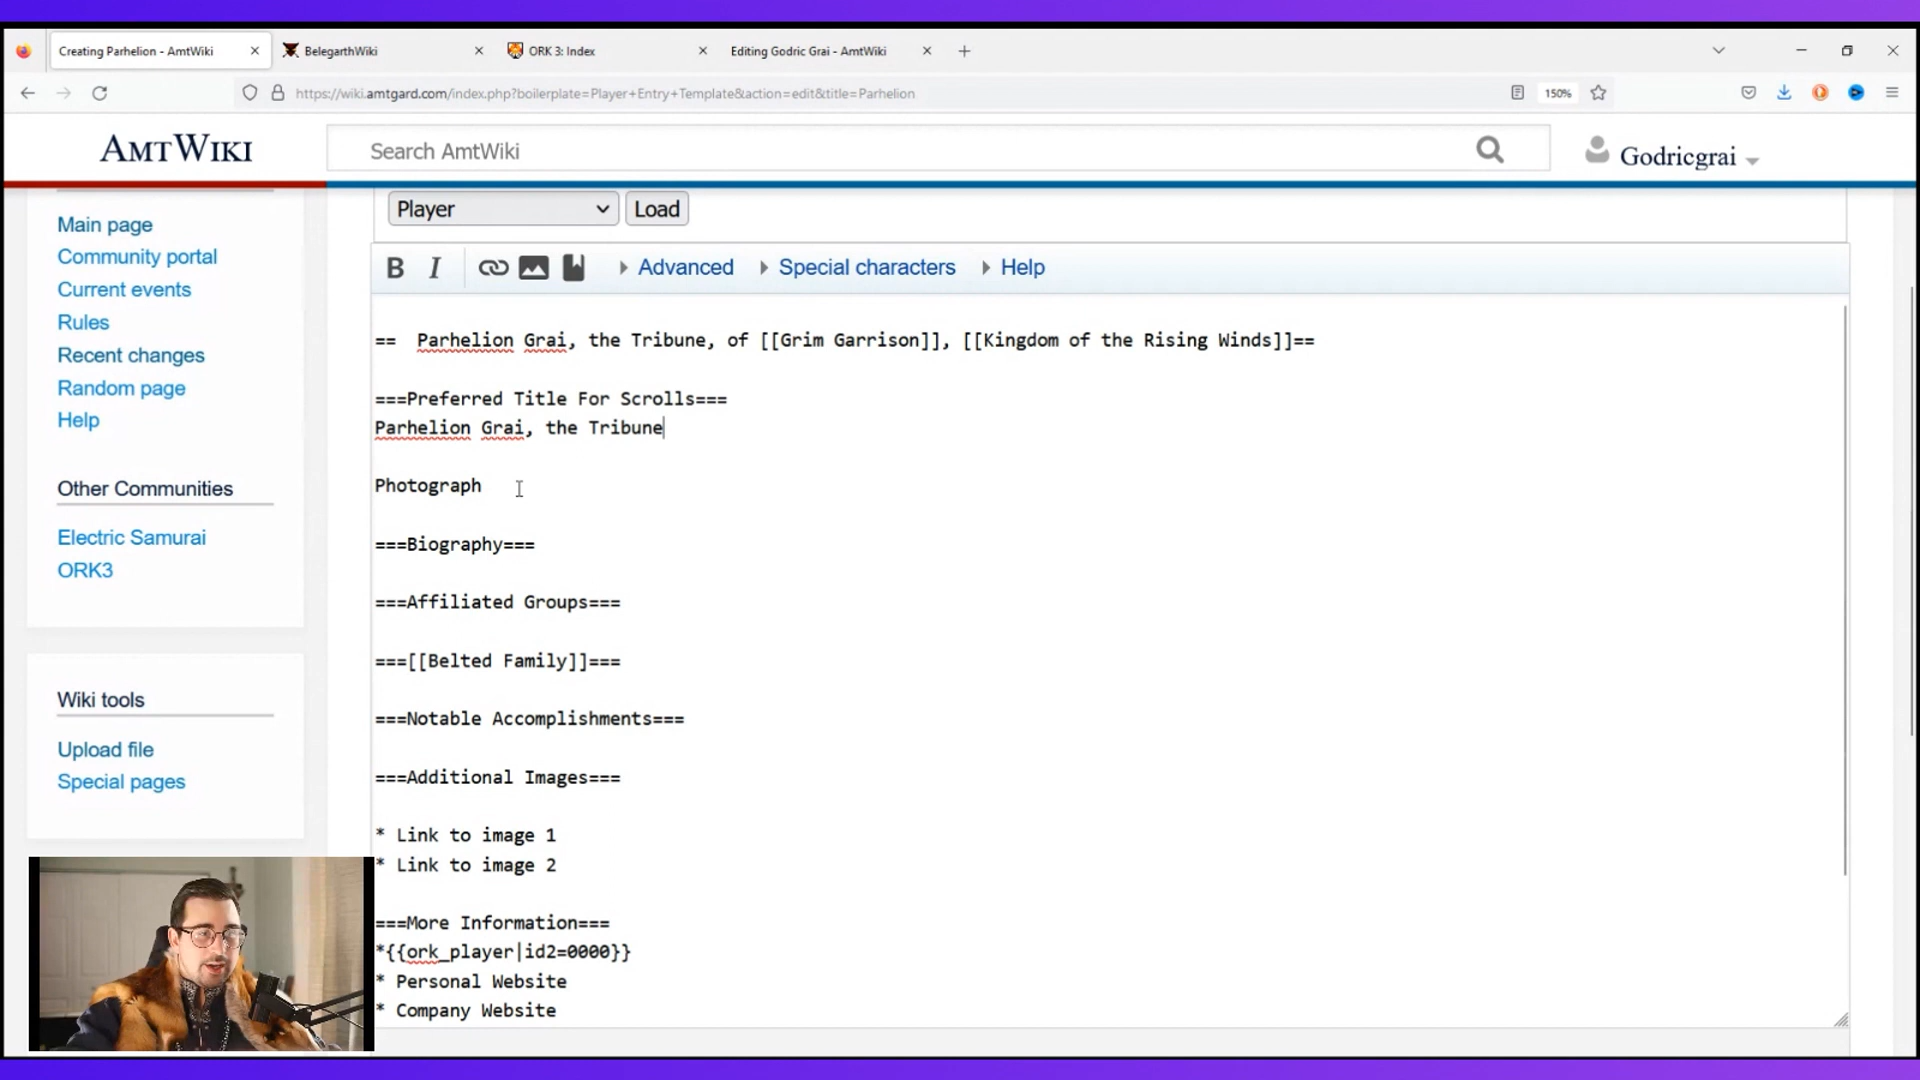 Creating Parhelion - AmtWiki
BelegarthWiki
ORK 3: Index
Editing Godric Grai - AmtWiki
https://wiki.amtgard.com/index.php?boilerplate=Player+Entry+Template&action=edit&title=Parhelion
150%
AMTWIKI
Search AmtWiki
Godricgrai
Player
Load
Main page
Community portal
Current events
Rules
Recent changes
Random page
Help
Other Communities
Electric Samurai
ORK3
Wiki tools
Upload file
Special pages
B I
Advanced
Special characters
Help
==  Parhelion Grai, the Tribune, of [[Grim Garrison]], [[Kingdom of the Rising Winds]]==
===Preferred Title For Scrolls===
Parhelion Grai, the Tribune
Photograph
===Biography===
===Affiliated Groups===
===[[Belted Family]]===
===Notable Accomplishments===
===Additional Images===
* Link to image 1
* Link to image 2
===More Information===
*{{ork_player|id2=0000}}
* Personal Website
* Company Website